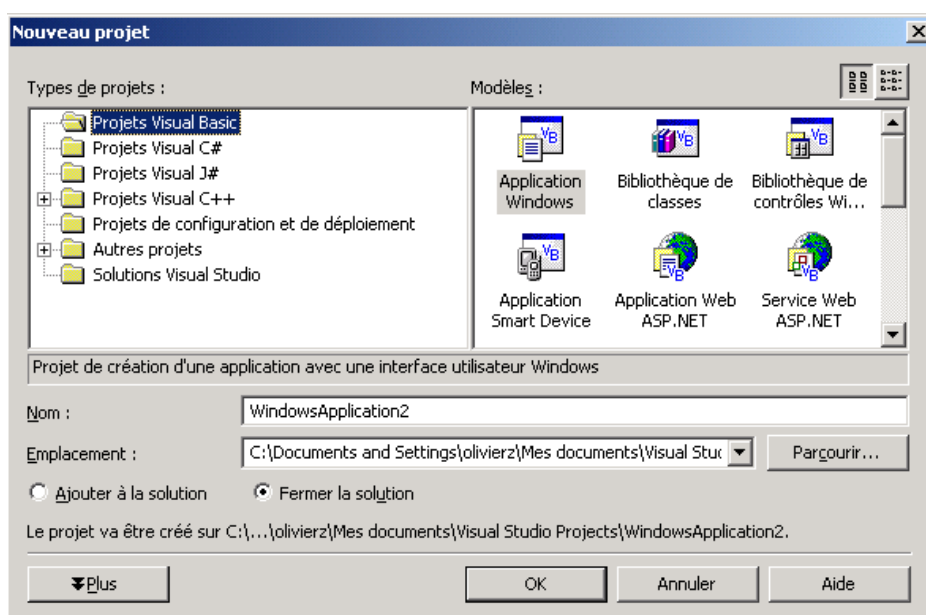 Nouveau projet
Types de projets :
Modèles :
Projets Visual Basic
Projets Visual C#
Projets Visual J#
Projets Visual C++
Projets de configuration et de déploiement
Autres projets
Solutions Visual Studio
Application Windows
Bibliothèque de classes
Bibliothèque de contrôles Wi...
Application Smart Device
Application Web ASP.NET
Service Web ASP.NET
Projet de création d'une application avec une interface utilisateur Windows
Nom :
WindowsApplication2
Emplacement :
C:\Documents and Settings\olivierz\Mes documents\Visual Stuc
Parcourir...
Ajouter à la solution
Fermer la solution
Le projet va être créé sur C:\...\olivierz\Mes documents\Visual Studio Projects\WindowsApplication2.
Plus
OK
Annuler
Aide